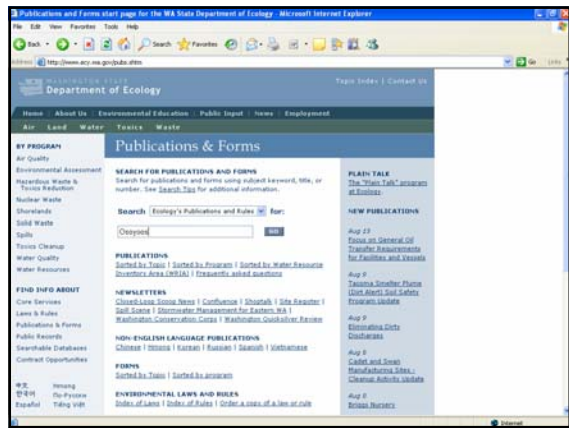 Publications and Forms start page for the WA State Department of Ecology - Microsoft Internet Explorer
File Edit View Favorites Tools Help
Back Search Favorites
Address http://www.ecy.wa.gov/pubs.shtm Go Links
WASHINGTON STATE
Department of Ecology
Topic Index | Contact Us
Home | About Us | Environmental Education | Public Input | News | Employment
Air Land Water Toxics Waste
BY PROGRAM
Air Quality
Environmental Assessment
Hazardous Waste &
Toxics Reduction
Nuclear Waste
Shorelands
Solid Waste
Spills
Toxics Cleanup
Water Quality
Water Resources
FIND INFO ABOUT
Core Services
Laws & Rules
Publications & Forms
Public Records
Searchable Databases
Contract Opportunities
中文 Hmong
한국어 По-Русски
Español Tiếng Việt
Publications & Forms
SEARCH FOR PUBLICATIONS AND FORMS
Search for publications and forms using subject keyword, title, or
number. See Search Tips for additional information.
Search Ecology's Publications and Rules for:
Osoyoos GO
PUBLICATIONS
Sorted by Topic | Sorted by Program | Sorted by Water Resource
Inventory Area (WRIA) | Frequently asked questions
NEWSLETTERS
Closed-Loop Scoop News | Confluence | Shoptalk | Site Register |
Spill Scene | Stormwater Management for Eastern WA |
Washington Conservation Corps | Washington Quicksilver Review
NON-ENGLISH LANGUAGE PUBLICATIONS
Chinese | Hmong | Korean | Russian | Spanish | Vietnamese
FORMS
Sorted by Topic | Sorted by program
ENVIRONMENTAL LAWS AND RULES
Index of Laws | Index of Rules | Order a copy of a law or rule
PLAIN TALK
The "Plain Talk" program
at Ecology.
NEW PUBLICATIONS
Aug 13
Focus on General Oil
Transfer Requirements
for Facilities and Vessels
Aug 9
Tacoma Smelter Plume
(Dirt Alert) Soil Safety
Program Update
Aug 9
Eliminating Dirty
Discharges
Aug 8
Cadet and Swan
Manufacturing Sites -
Cleanup Activity Update
Aug 8
Briggs Nursery
Internet